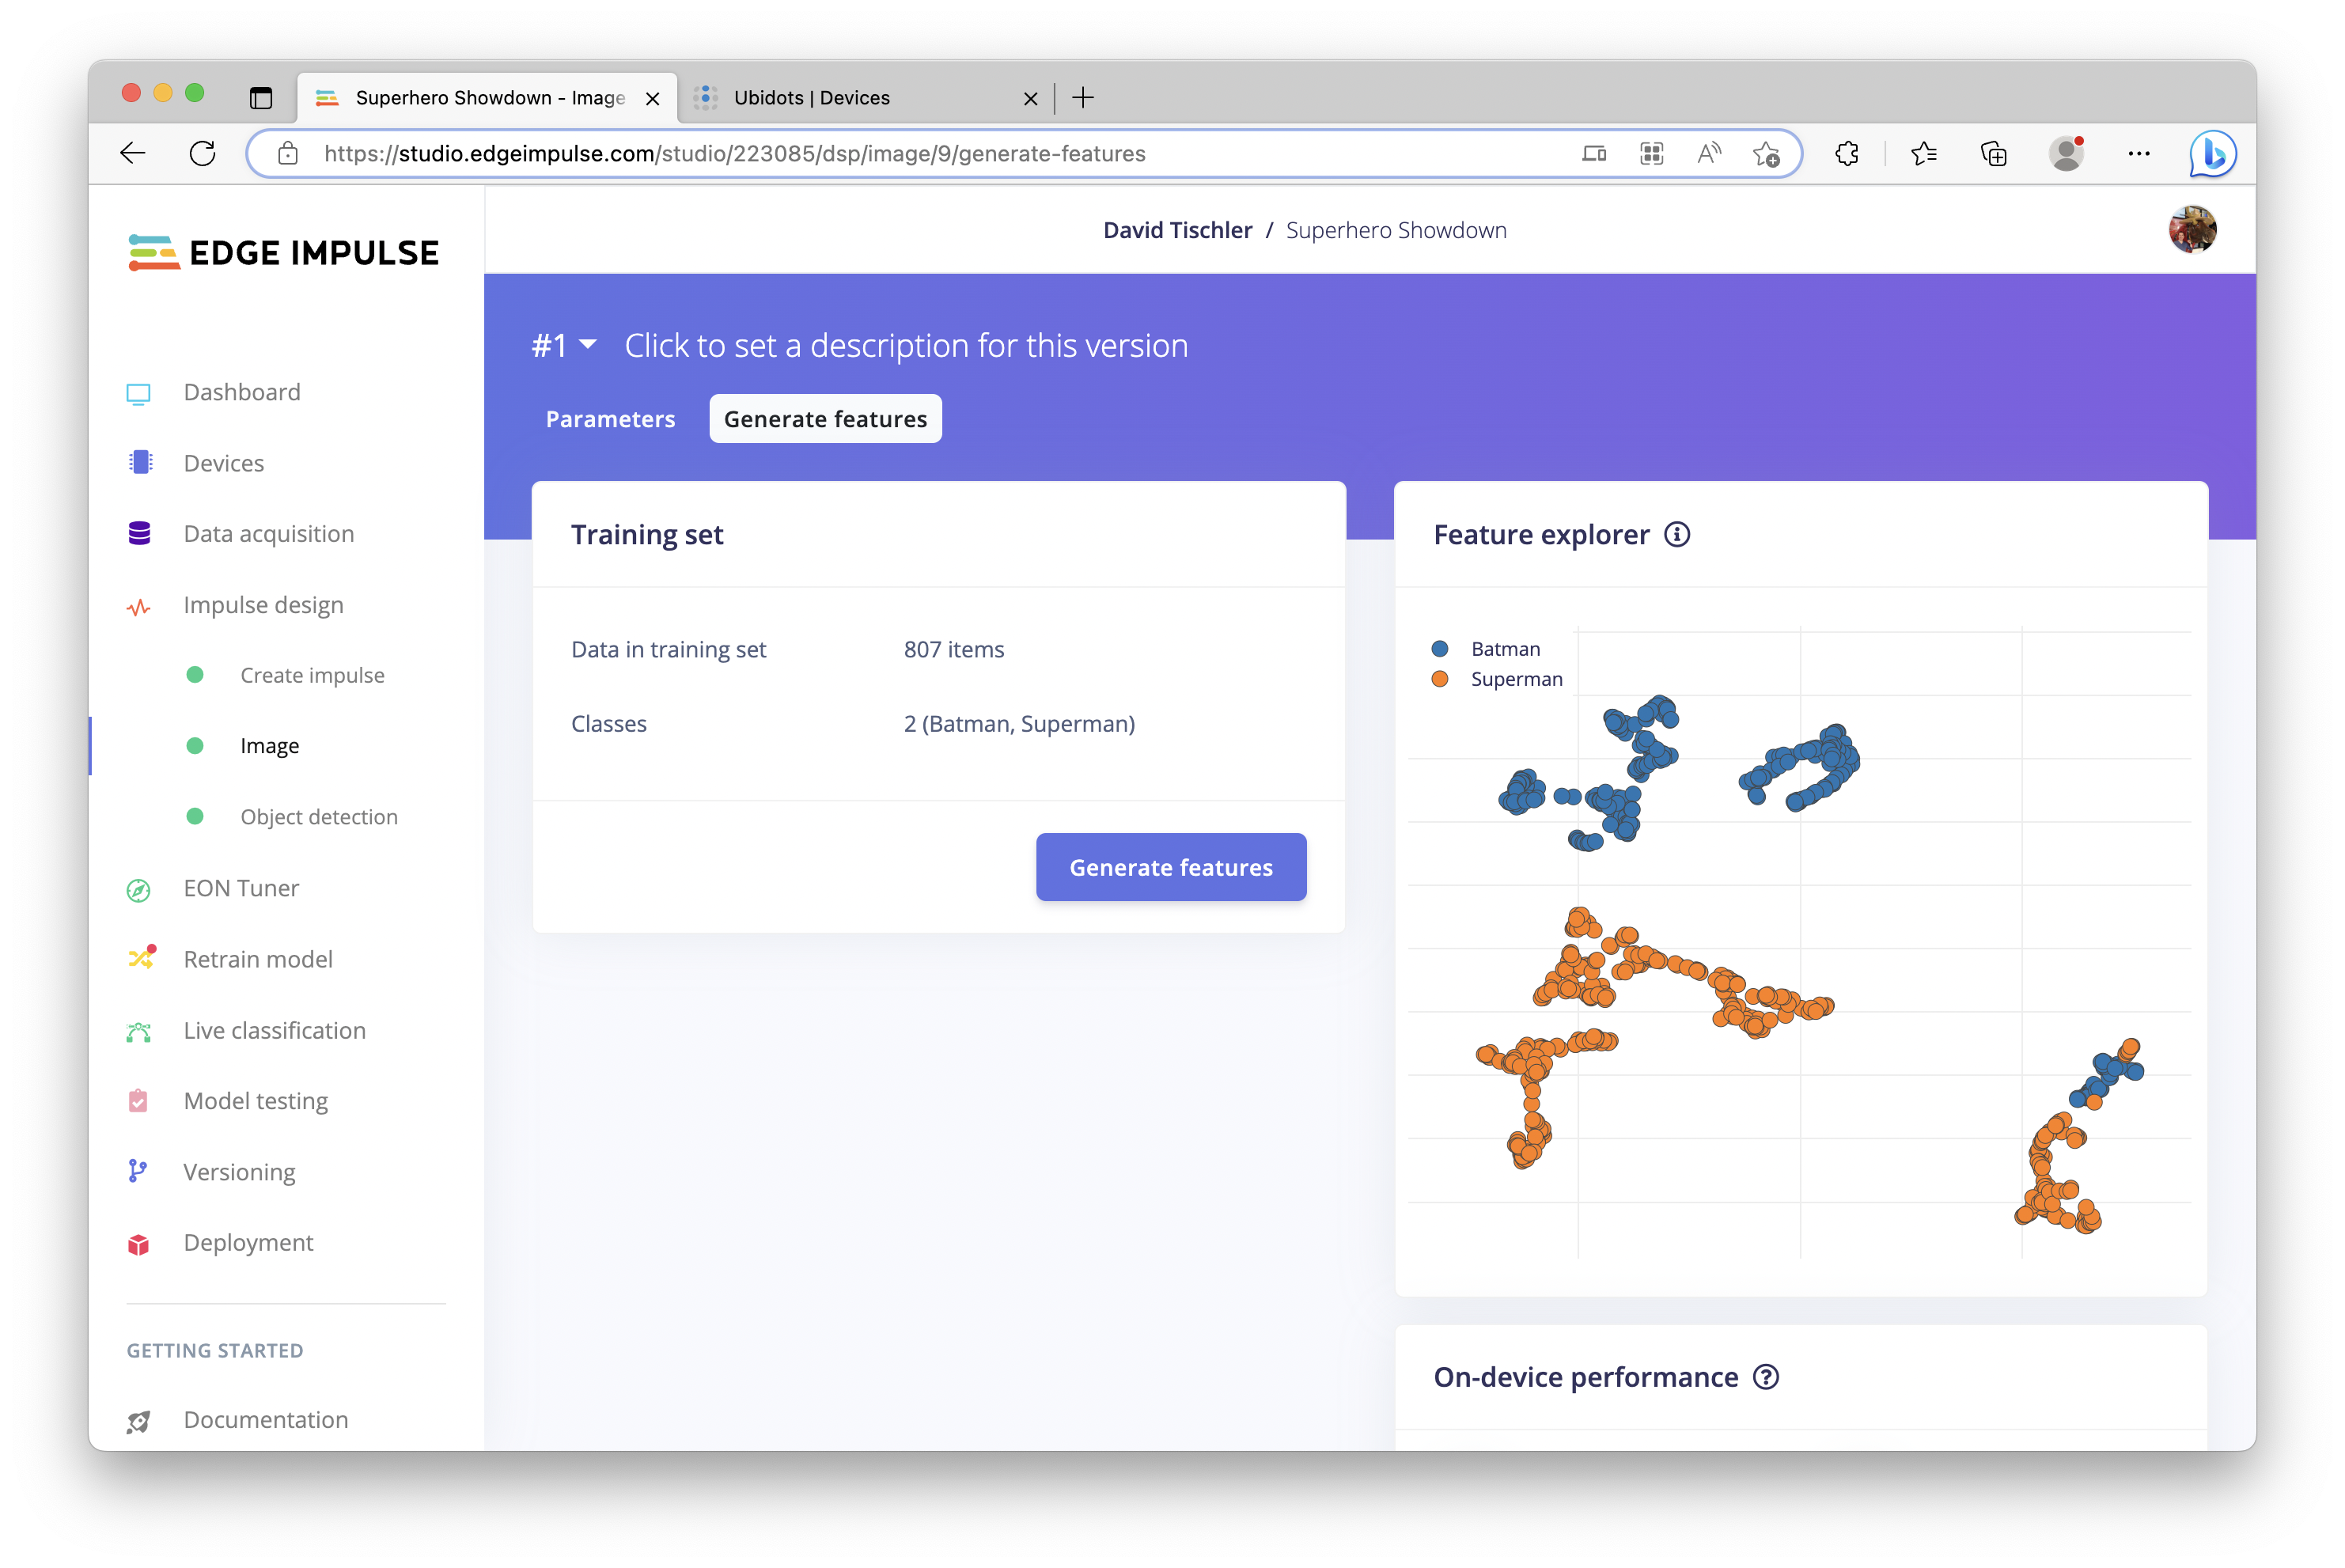 Superhero Showdown - Image
Ubidots | Devices
https://studio.edgeimpulse.com/studio/223085/dsp/image/9/generate-features
EDGE IMPULSE
David Tischler / Superhero Showdown
#1 Click to set a description for this version
Parameters
Generate features
Dashboard
Devices
Data acquisition
Impulse design
Create impulse
Image
Object detection
EON Tuner
Retrain model
Live classification
Model testing
Versioning
Deployment
GETTING STARTED
Documentation
Training set
Data in training set 807 items
Classes 2 (Batman, Superman)
Generate features
Feature explorer
Batman
Superman
On-device performance